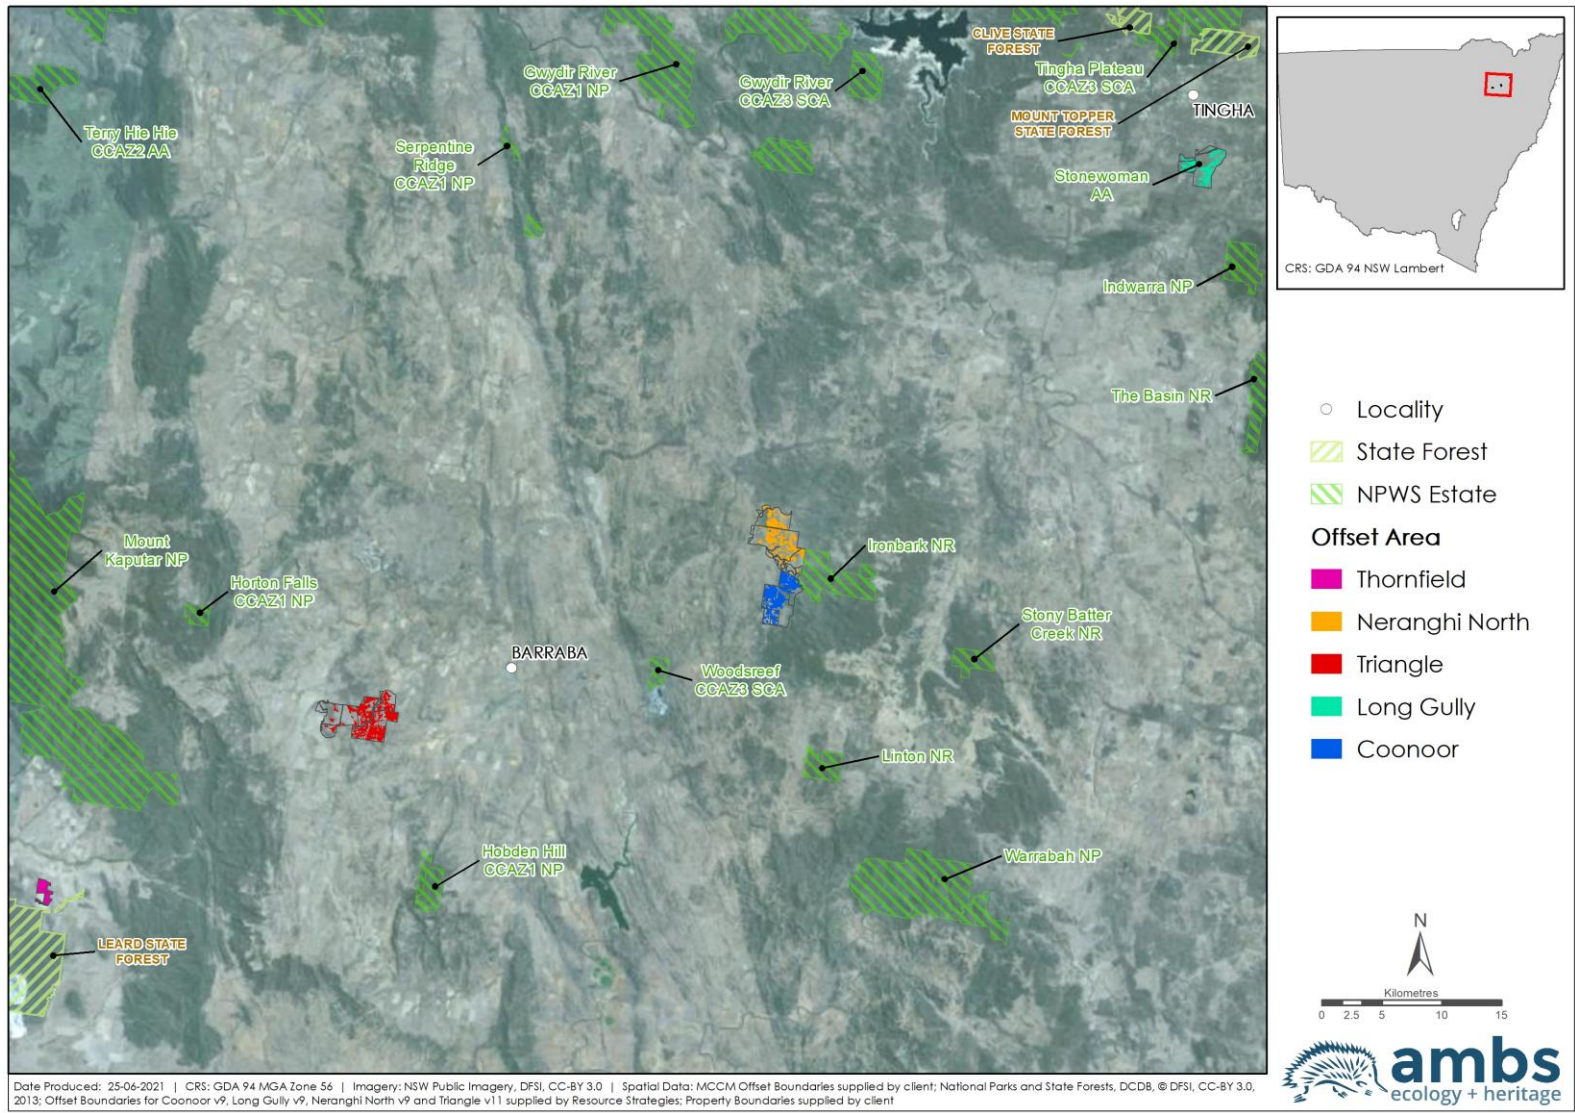 CLIVE STATE
FOREST
Gwydir River
CCAZ1 NP
Gwydir River
CCAZ3 SCA
Tingha Plateau
CCAZ3 SCA
TINGHA
MOUNT TOPPER
STATE FOREST
Terry Hie Hie
CCAZ2 AA
Serpentine
Ridge
CCAZ1 NP
Stonewoman
AA
Indwarra NP
The Basin NR
Mount
Kaputar NP
Horton Falls
CCAZ1 NP
Ironbark NR
Stony Batter
Creek NR
BARRABA
Woodsreef
CCAZ3 SCA
Linton NR
Hobden Hill
CCAZ1 NP
Warrabah NP
LEARD STATE
FOREST
CRS: GDA 94 NSW Lambert
Locality
State Forest
NPWS Estate
Offset Area
Thornfield
Neranghi North
Triangle
Long Gully
Coonoor
N
Kilometres
0 2.5 5 10 15
ambs
ecology + heritage
Date Produced: 25-06-2021 | CRS: GDA 94 MGA Zone 56 | Imagery: NSW Public Imagery, DFSI, CC-BY 3.0 | Spatial Data: MCCM Offset Boundaries supplied by client; National Parks and State Forests, DCDB, © DFSI, CC-BY 3.0,
2013; Offset Boundaries for Coonoor v9, Long Gully v9, Neranghi North v9 and Triangle v11 supplied by Resource Strategies; Property Boundaries supplied by client